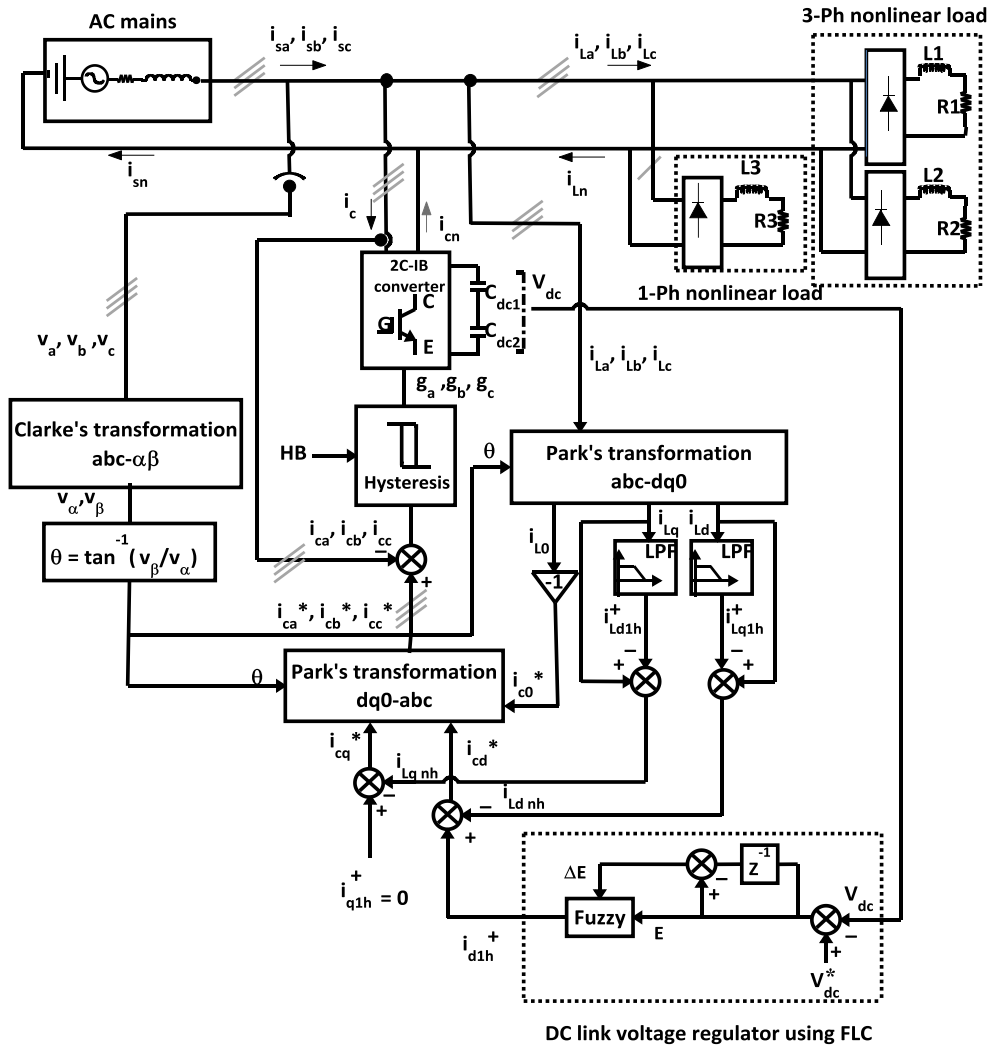 AC mains
3-Ph nonlinear load
i_sa, i_sb, i_sc
i_La, i_Lb, i_Lc
L1
R1
i_sn
i_Ln
L3
L2
R3
R2
i_c
i_cn
2C-IB
converter
C
G
E
C_dc1
C_dc2
V_dc
1-Ph nonlinear load
v_a, v_b ,v_c
i_La, i_Lb, i_Lc
g_a ,g_b, g_c
Clarke's transformation
abc-αβ
HB
Hysteresis
θ
Park's transformation
abc-dq0
v_α,v_β
θ = tan^-1 (v_β/v_α)
i_ca, i_cb, i_cc
−
+
i_L0
i_Lq
i_Ld
LPF
LPF
-1
i_ca*, i_cb*, i_cc*
i^+_Ld1h
i^+_Lq1h
−
+
−
+
θ
Park's transformation
dq0-abc
i_c0*
i_cq*
i_cd*
i_Lq nh
i_Ld nh
−
+
−
+
i^+_q1h = 0
i_d1h^+
ΔE
Z^-1
−
+
Fuzzy
E
V_dc
−
+
V*_dc
DC link voltage regulator using FLC